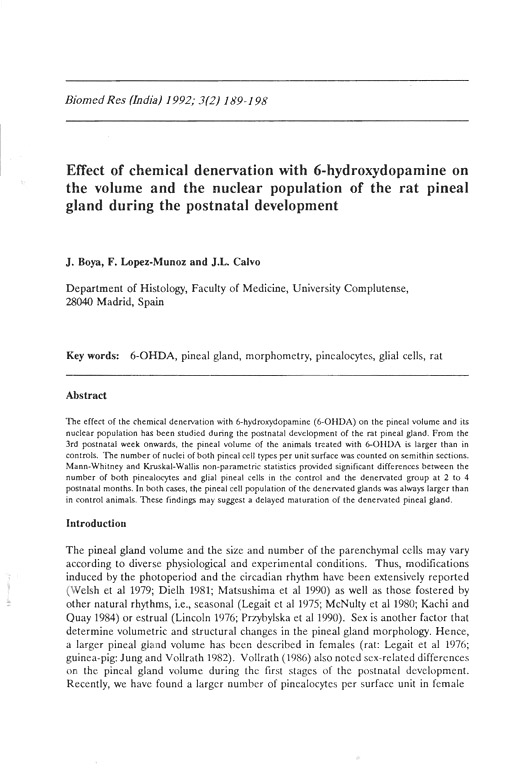 Biomed Res (India) 1992; 3(2) 189-198
Effect of chemical denervation with 6-hydroxydopamine on
the volume and the nuclear population of the rat pineal
gland during the postnatal development
J. Boya, F. Lopez-Munoz and J.L. Calvo
Department of Histology, Faculty of Medicine, University Complutense,
28040 Madrid, Spain
Key words: 6-OHDA, pineal gland, morphometry, pinealocytes, glial cells, rat
Abstract
The effect of the chemical denervation with 6-hydroxydopamine (6-OHDA) on the pineal volume and its
nuclear population has been studied during the postnatal development of the rat pineal gland. From the
3rd postnatal week onwards, the pineal volume of the animals treated with 6-OHDA is larger than in
controls. The number of nuclei of both pineal cell types per unit surface was counted on semithin sections.
Mann-Whitney and Kruskal-Wallis non-parametric statistics provided significant differences between the
number of both pinealocytes and glial pineal cells in the control and the denervated group at 2 to 4
postnatal months. In both cases, the pineal cell population of the denervated glands was always larger than
in control animals. These findings may suggest a delayed maturation of the denervated pineal gland.
Introduction
The pineal gland volume and the size and number of the parenchymal cells may vary
according to diverse physiological and experimental conditions. Thus, modifications
induced by the photoperiod and the circadian rhythm have been extensively reported
(Welsh et al 1979; Dielh 1981; Matsushima et al 1990) as well as those fostered by
other natural rhythms, i.e., seasonal (Legait et al 1975; McNulty et al 1980; Kachi and
Quay 1984) or estrual (Lincoln 1976; Przybylska et al 1990). Sex is another factor that
determine volumetric and structural changes in the pineal gland morphology. Hence,
a larger pineal gland volume has been described in females (rat: Legait et al 1976;
guinea-pig: Jung and Vollrath 1982). Vollrath (1986) also noted sex-related differences
on the pineal gland volume during the first stages of the postnatal development.
Recently, we have found a larger number of pinealocytes per surface unit in female